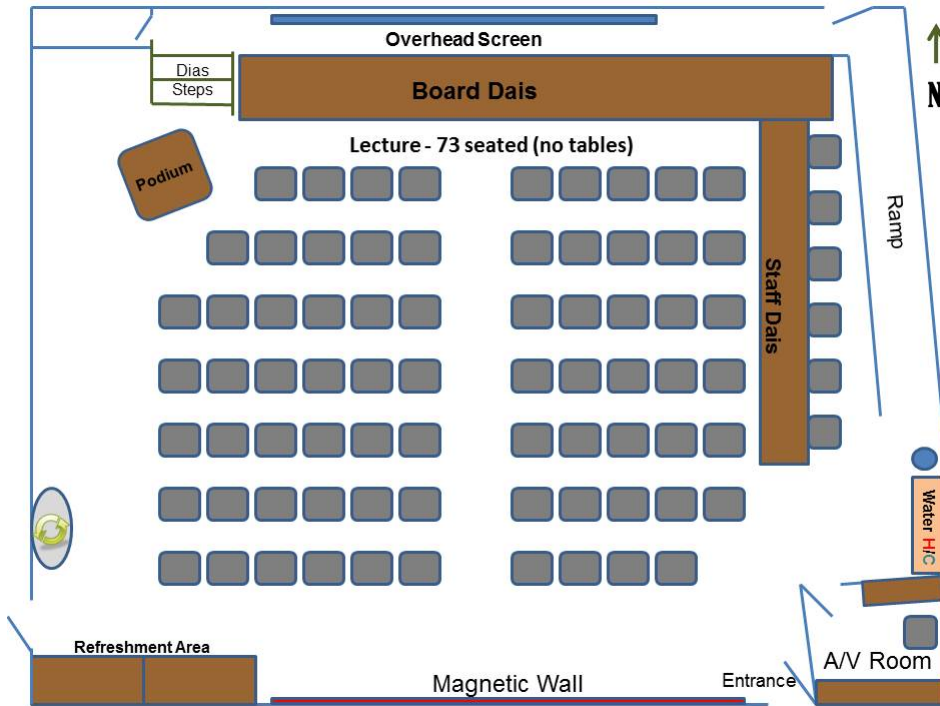 Overhead Screen
Dias
Steps
Board Dais
N
Lecture - 73 seated (no tables)
Podium
Ramp
Staff Dais
Water H/C
Refreshment Area
A/V Room
Magnetic Wall
Entrance